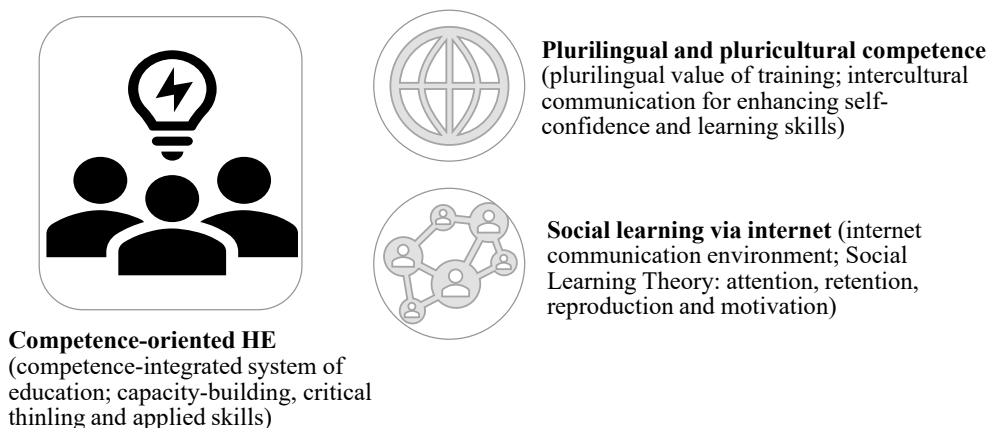 Plurilingual and pluricultural competence
(plurilingual value of training; intercultural
communication for enhancing self-
confidence and learning skills)
Social learning via internet (internet
communication environment; Social
Learning Theory: attention, retention,
reproduction and motivation)
Competence-oriented HE
(competence-integrated system of
education; capacity-building, critical
thinling and applied skills)